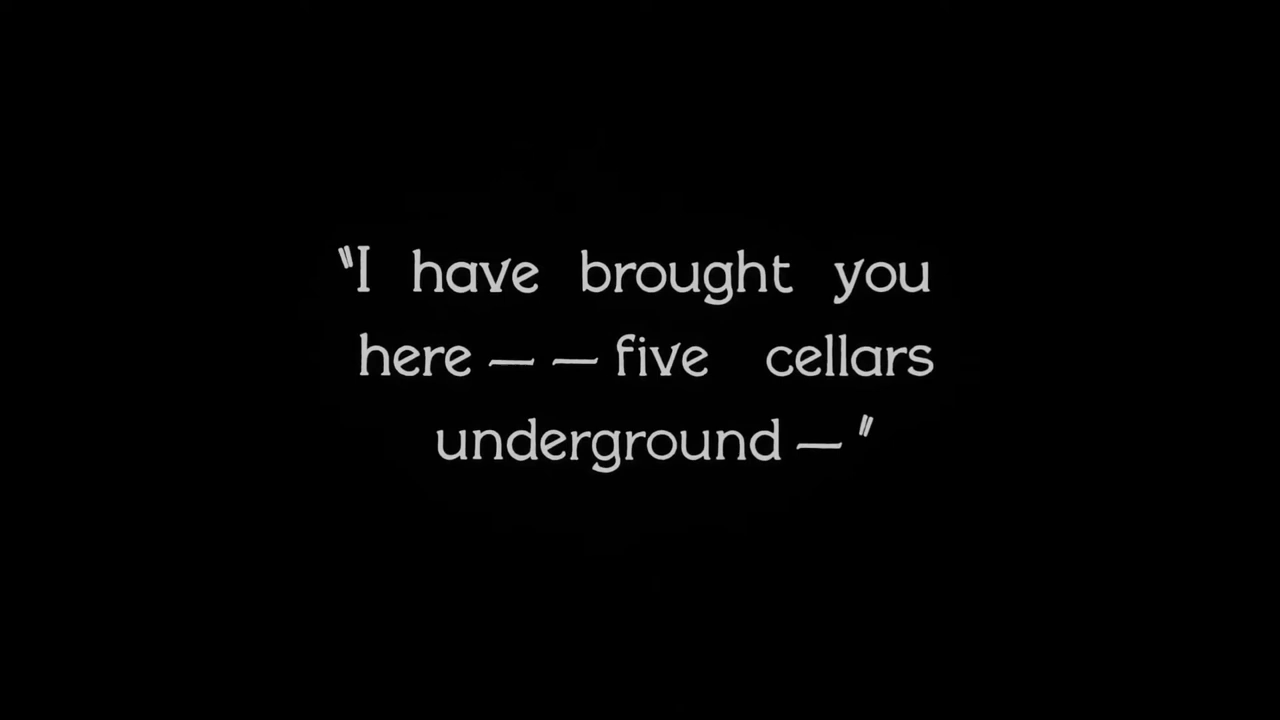 "I have brought you
here — — five cellars
underground — "